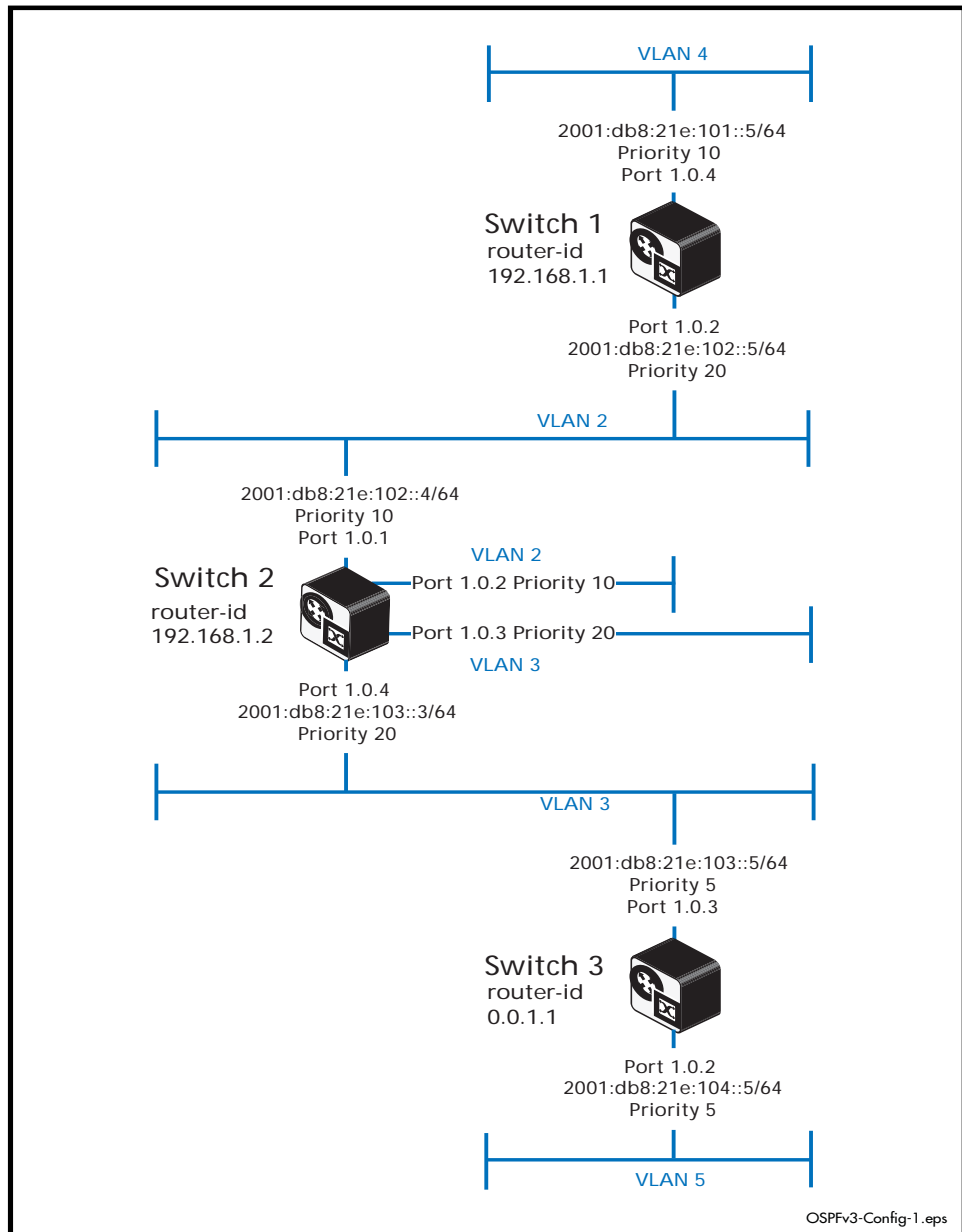 VLAN 4
2001:db8:21e:101::5/64
Priority 10
Port 1.0.4
Switch 1
router-id
192.168.1.1
Port 1.0.2
2001:db8:21e:102::5/64
Priority 20
VLAN 2
2001:db8:21e:102::4/64
Priority 10
Port 1.0.1
VLAN 2
Port 1.0.2 Priority 10
Switch 2
router-id
192.168.1.2
Port 1.0.3 Priority 20
VLAN 3
Port 1.0.4
2001:db8:21e:103::3/64
Priority 20
VLAN 3
2001:db8:21e:103::5/64
Priority 5
Port 1.0.3
Switch 3
router-id
0.0.1.1
Port 1.0.2
2001:db8:21e:104::5/64
Priority 5
VLAN 5
OSPFv3-Config-1.eps